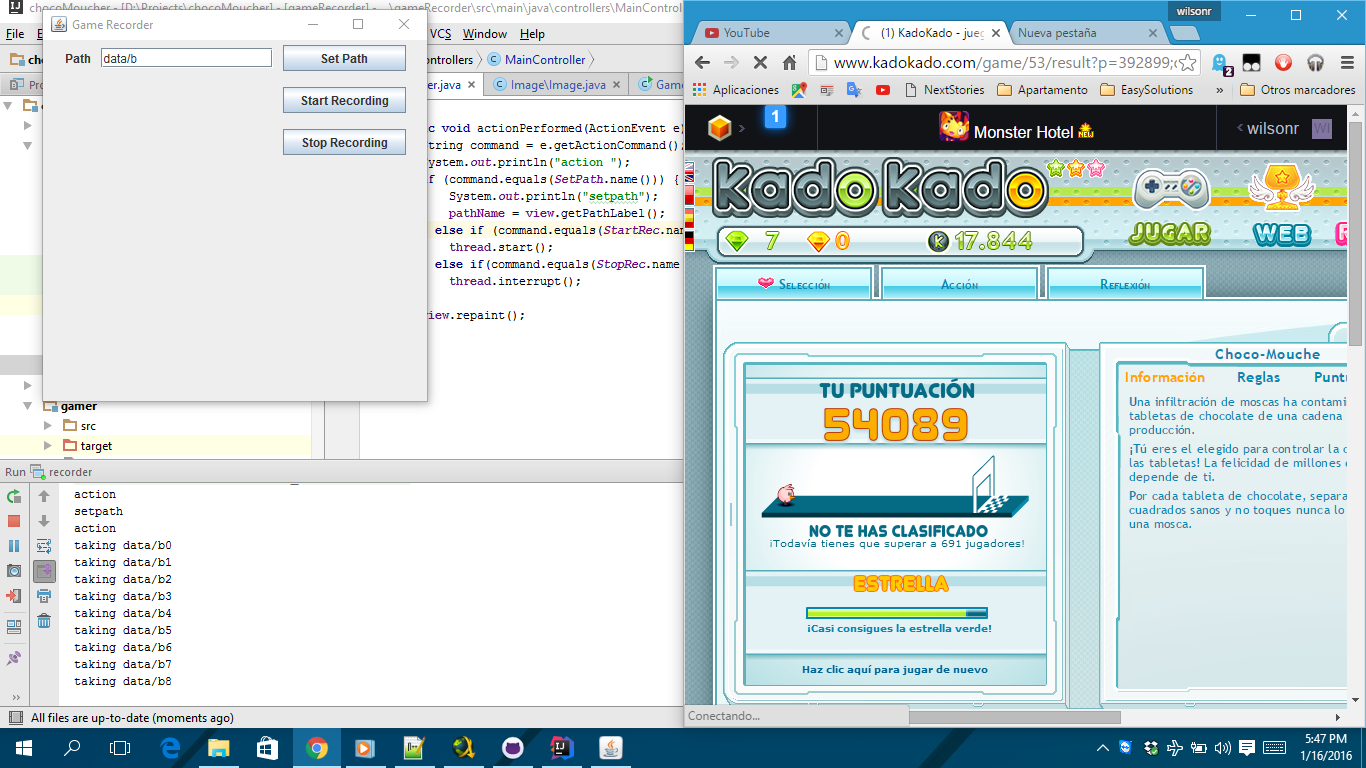 chocoMoucher - [D:\Projects\chocoMoucher] - [gameRecorder] - ...\gameRecorder\src\main\java\controllers\MainControl
Game Recorder
File
VCS Window Help
Path data/b Set Path
Start Recording
Stop Recording
controllers MainController
er.java × Image\Image.java × Game
c void actionPerformed(ActionEvent e)
tring command = e.getActionCommand();
ystem.out.println("action ");
f (command.equals(SetPath.name())) {
System.out.println("setpath");
pathName = view.getPathLabel();
else if (command.equals(StartRec.na
thread.start();
else if(command.equals(StopRec.name
thread.interrupt();
iew.repaint();
gamer
src
target
Run recorder
action
setpath
action
taking data/b0
taking data/b1
taking data/b2
taking data/b3
taking data/b4
taking data/b5
taking data/b6
taking data/b7
taking data/b8
All files are up-to-date (moments ago)
wilsonr
YouTube
(1) KadoKado - jueg
Nueva pestaña
www.kadokado.com/game/53/result?p=392899;
2
Aplicaciones
NextStories
Apartamento
EasySolutions
»
Otros marcadores
1
Monster Hotel NEW
wilsonr WI
kadokado
JUGAR
WEB
7
0
K 17.844
Selección
Acción
Reflexión
TU PUNTUACIÓN
54089
NO TE HAS CLASIFICADO
¡Todavía tienes que superar a 691 jugadores!
ESTRELLA
¡Casi consigues la estrella verde!
Haz clic aquí para jugar de nuevo
Choco-Mouche
Información Reglas Puntu
Una infiltración de moscas ha contami
tabletas de chocolate de una cadena
producción.
¡Tú eres el elegido para controlar la c
las tabletas! La felicidad de millones
depende de ti.
Por cada tableta de chocolate, separa
cuadrados sanos y no toques nunca lo
una mosca.
Conectando...
5:47 PM
1/16/2016